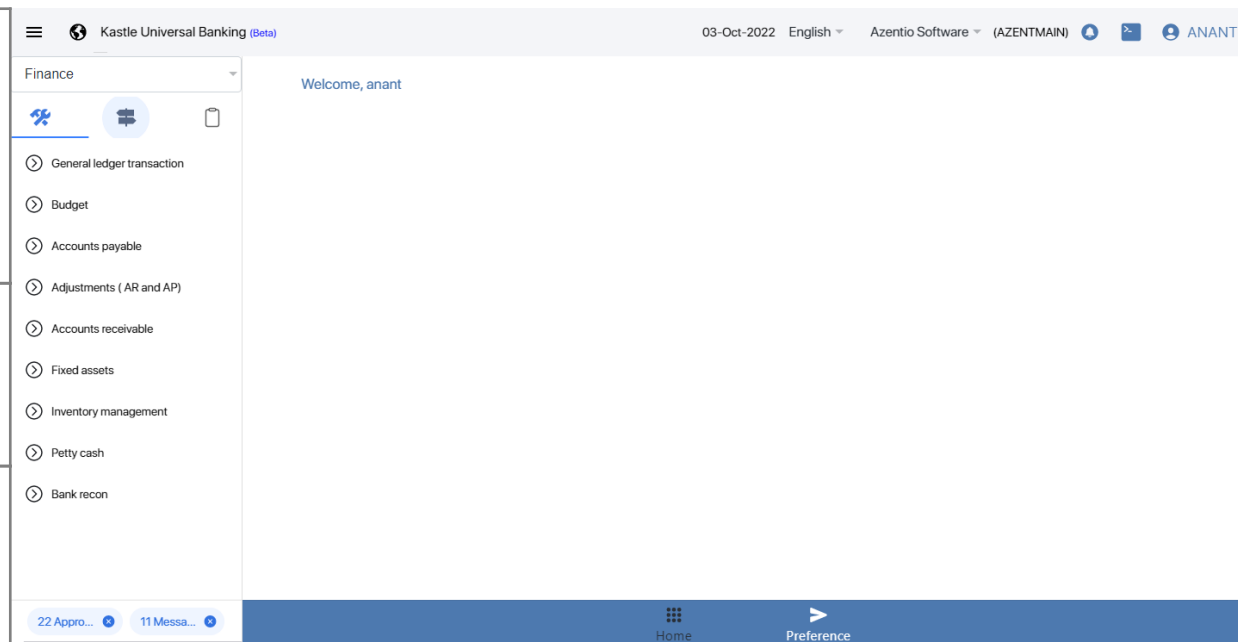 Kastle Universal Banking (Beta) 03-Oct-2022 English Azentio Software (AZENTMAIN) ANANT
Finance
Welcome, anant
General ledger transaction
Budget
Accounts payable
Adjustments ( AR and AP)
Accounts receivable
Fixed assets
Inventory management
Petty cash
Bank recon
22 Appro... 11 Messa...
Home Preference